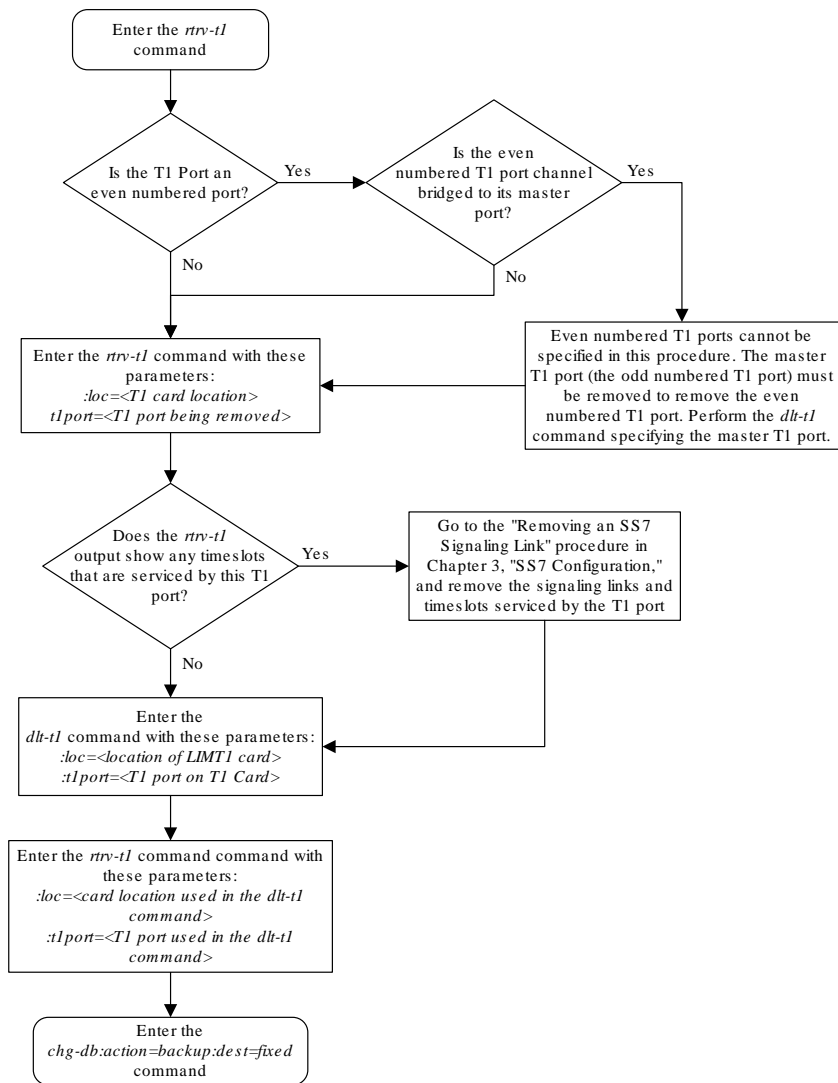 Enter the rtrv-t1
command
Is the T1 Port an
even numbered port?
Yes
Is the even
numbered T1 port channel
bridged to its master
port?
Yes
No
No
Enter the rtrv-t1 command with these
parameters:
:loc=<T1 card location>
t1port=<T1 port being removed>
Even numbered T1 ports cannot be
specified in this procedure. The master
T1 port (the odd numbered T1 port) must
be removed to remove the even
numbered T1 port. Perform the dlt-t1
command specifying the master T1 port.
Does the rtrv-t1
output show any timeslots
that are serviced by this T1
port?
Yes
Go to the "Removing an SS7
Signaling Link" procedure in
Chapter 3, "SS7 Configuration,"
and remove the signaling links and
timeslots serviced by the T1 port
No
Enter the
dlt-t1 command with these parameters:
:loc=<location of LIMT1 card>
:t1port=<T1 port on T1 Card>
Enter the rtrv-t1 command command with
these parameters:
:loc=<card location used in the dlt-t1
command>
:t1port=<T1 port used in the dlt-t1
command>
Enter the
chg-db:action=backup:dest=fixed
command